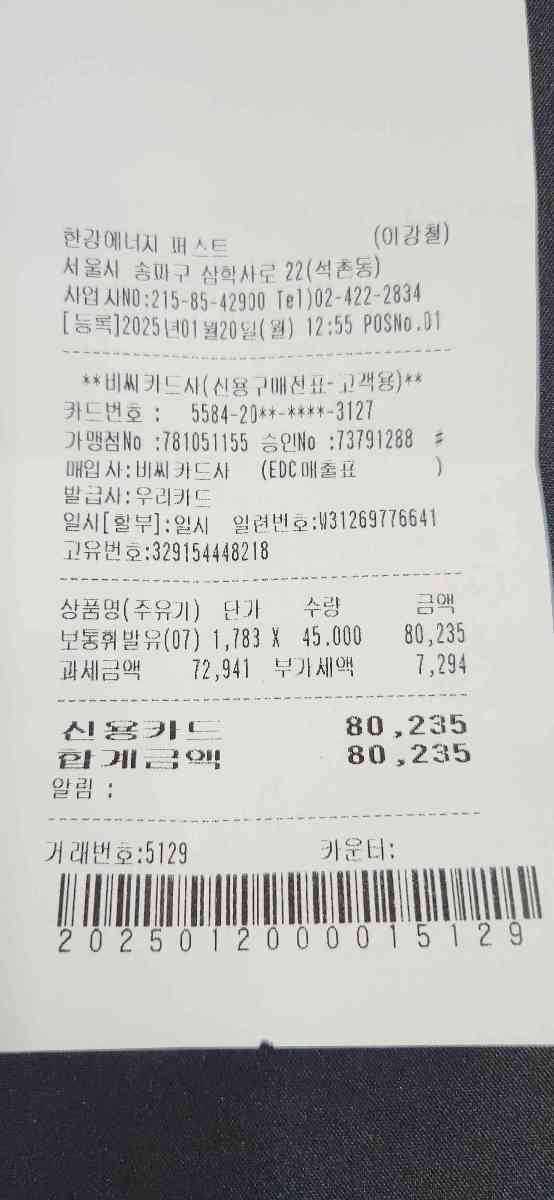 한강에너지 퍼스트 (이강철)
서울시 송파구 삼학사로 22(석촌동)
사업시NO:215-85-42900 Tel)02-422-2834
[등록]2025년01월20일(월) 12:55 POSNo.01
**비씨카드사(신용구매전표-고객용)**
카드번호 : 5584-20**-****-3127
가맹점No :781051155 승인No :73791288 #
매입사:비씨카드사 (EDC매출표 )
발급사:우리카드
일시[할부]:일시 일련번호:W31269776641
고유번호:329154448218
상품명(주유기) 단가 수량 금액
보통휘발유(07) 1,783 X 45.000 80,235
과세금액 72,941 부가세액 7,294
신용카드 80,235
합계금액 80,235
알림 :
거래번호:5129 카운터:
20250120000015129